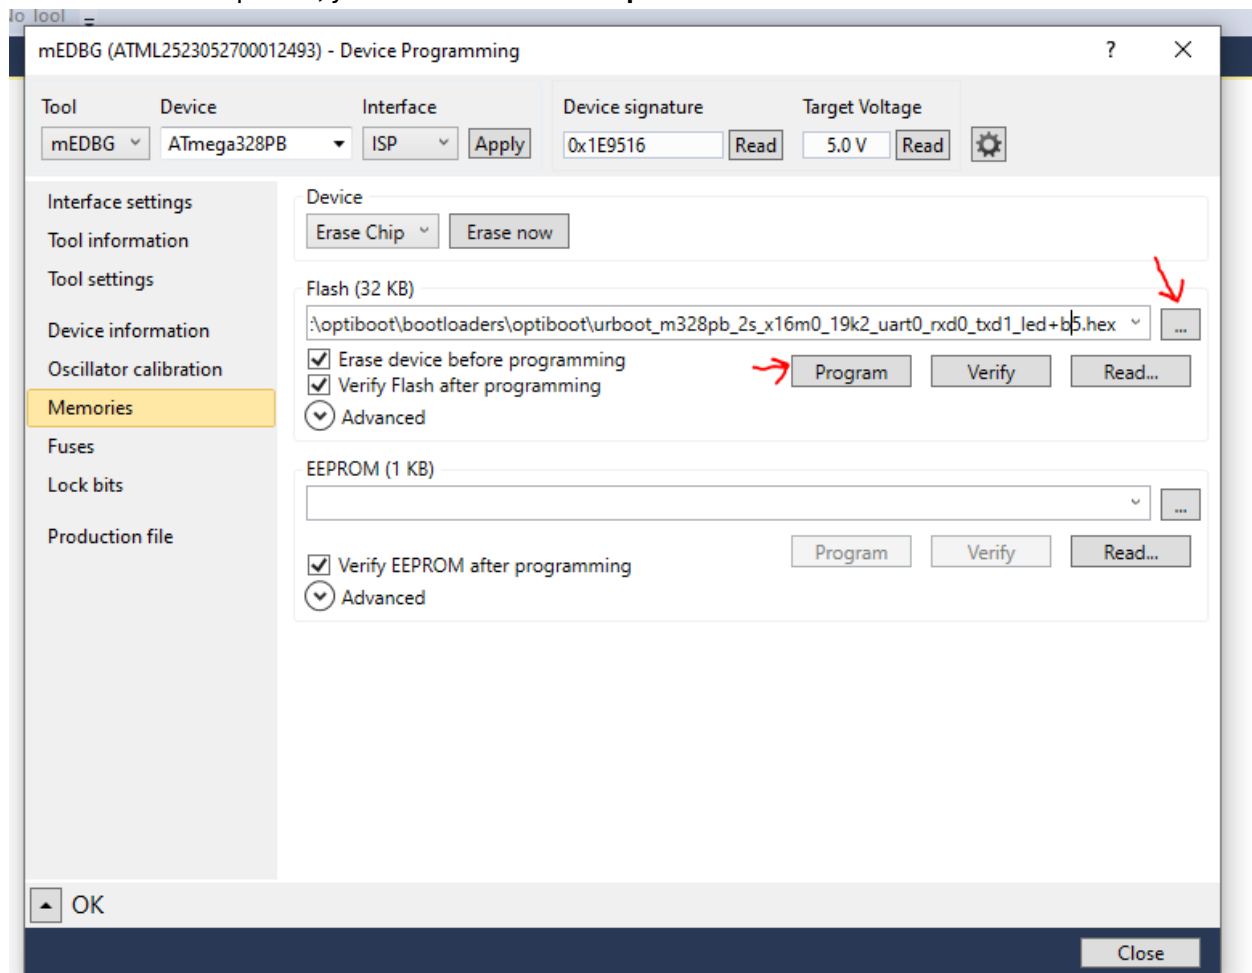 No Tool
mEDBG (ATML2523052700012493) - Device Programming ?
Tool Device Interface Device signature Target Voltage
mEDBG ATmega328PB ISP Apply 0x1E9516 Read 5.0 V Read
Interface settings
Tool information
Tool settings
Device information
Oscillator calibration
Memories
Fuses
Lock bits
Production file
Device
Erase Chip Erase now
Flash (32 KB)
:\optiboot\bootloaders\optiboot\urboot_m328pb_2s_x16m0_19k2_uart0_rxd0_txd1_led+b5.hex ...
Erase device before programming
Verify Flash after programming
Program Verify Read...
Advanced
EEPROM (1 KB)
...
Program Verify Read...
Verify EEPROM after programming
Advanced
OK
Close